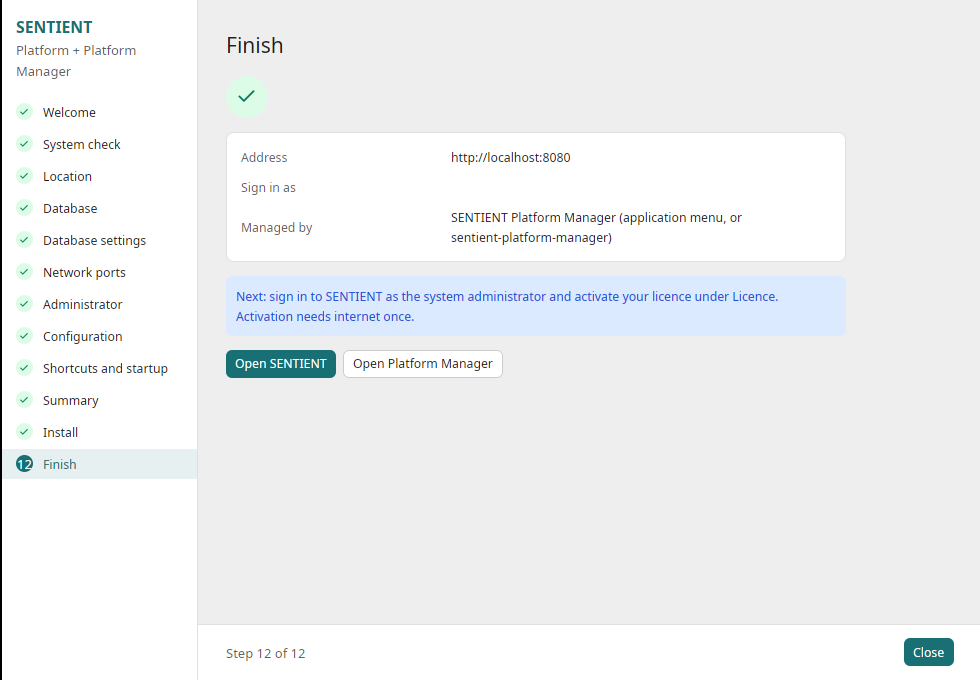 SENTIENT
Platform + Platform
Manager
Welcome
System check
Location
Database
Database settings
Network ports
Administrator
Configuration
Shortcuts and startup
Summary
Install
12 Finish
Finish
Address http://localhost:8080
Sign in as
Managed by SENTIENT Platform Manager (application menu, or
sentient-platform-manager)
Next: sign in to SENTIENT as the system administrator and activate your licence under Licence.
Activation needs internet once.
Open SENTIENT Open Platform Manager
Step 12 of 12 Close